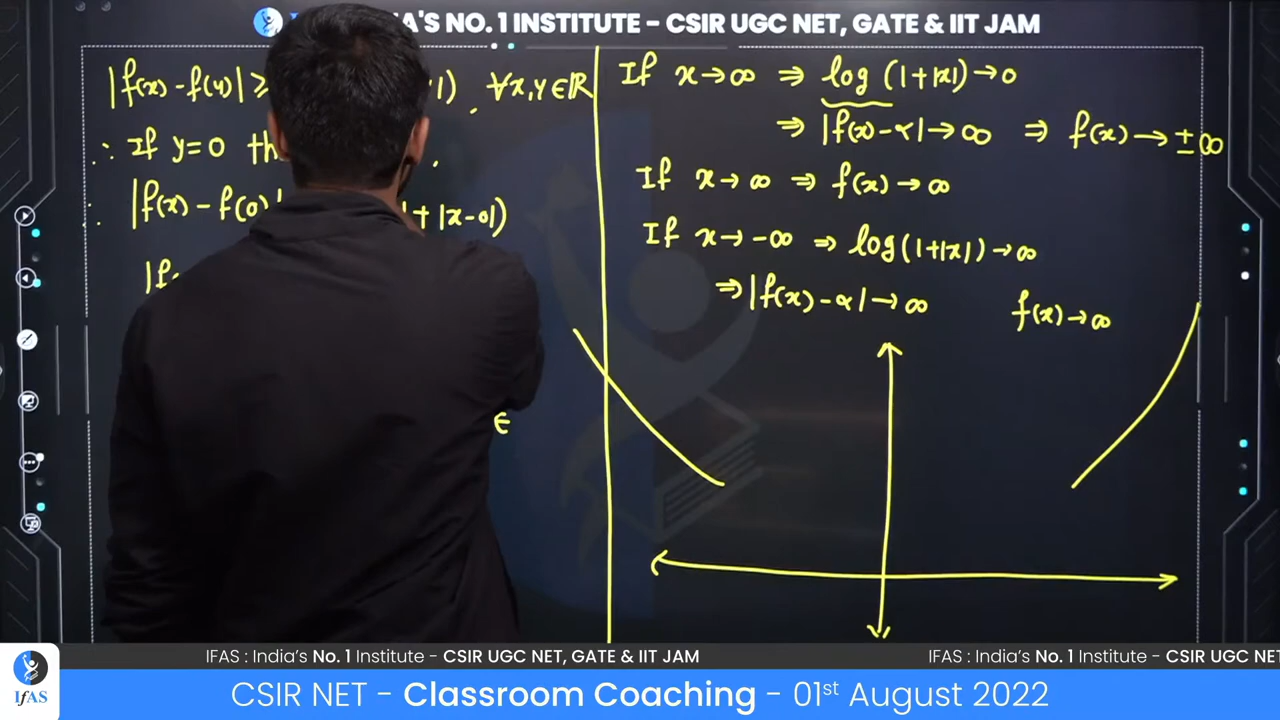 A'S NO. 1 INSTITUTE - CSIR UGC NET, GATE & IIT JAM
|f(x) - f(y)| ≥ 1) , ∀x,y∈ℝ
∴ If y=0 th .
∴ |f(x) - f(0)| 1+|x-0|)
|f
∈
If x→∞ ⇒ log (1+|x|)→0
⇒ |f(x)-α|→∞ ⇒ f(x)→±∞
If x→∞ ⇒ f(x)→∞
If x→-∞ ⇒ log(1+|x|)→∞
⇒|f(x)-α|→∞ f(x)→∞
IFAS : India's No. 1 Institute - CSIR UGC NET, GATE & IIT JAM
IFAS : India's No. 1 Institute - CSIR UGC NET
IfAS
CSIR NET - Classroom Coaching - 01st August 2022